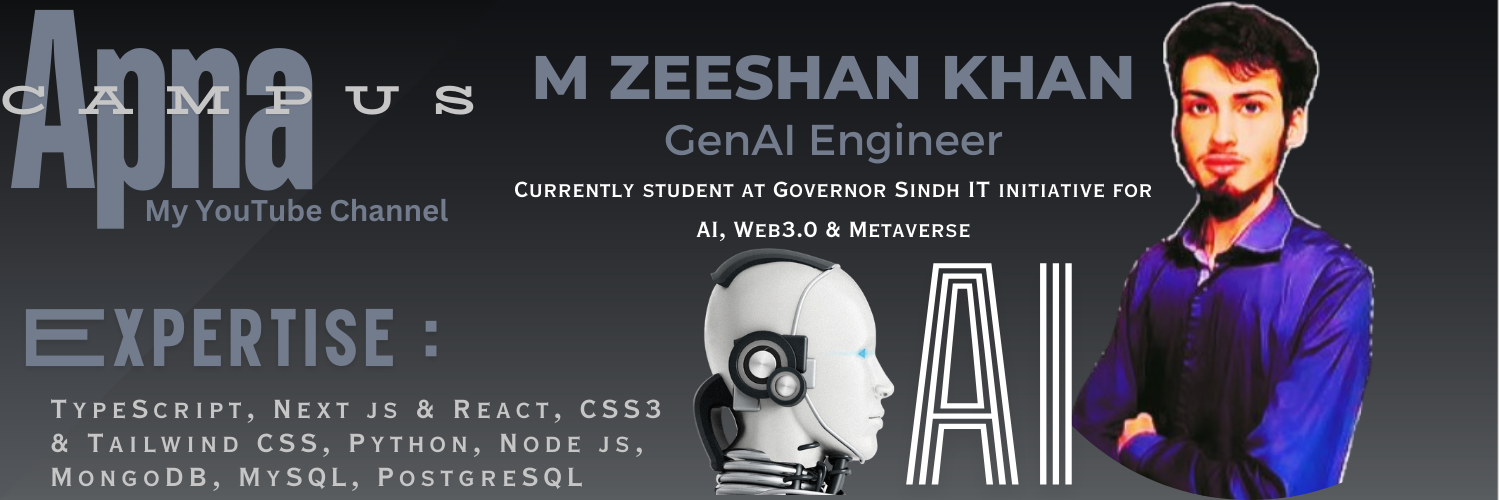 Apna
CAMPUS
My YouTube Channel
M ZEESHAN KHAN
GenAI Engineer
Currently student at Governor Sindh IT initiative for
AI, Web3.0 & Metaverse
Expertise :
TypeScript, Next js & React, CSS3
& Tailwind CSS, Python, Node js,
MongoDB, MySQL, PostgreSQL
AI